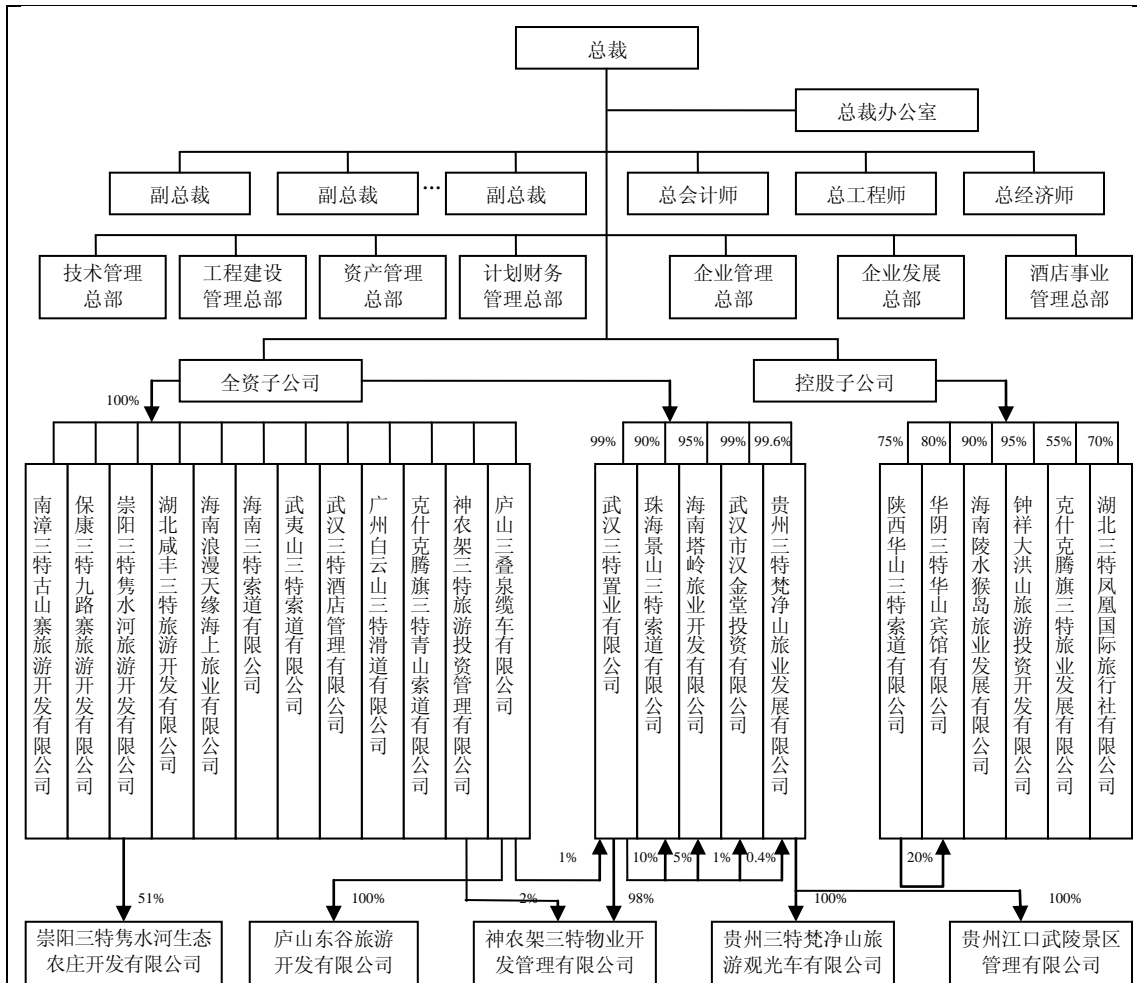 总裁
总裁办公室
副总裁
副总裁
...
副总裁
总会计师
总工程师
总经济师
技术管理
总部
工程建设
管理总部
资产管理
总部
计划财务
管理总部
企业管理
总部
企业发展
总部
酒店事业
管理总部
全资子公司
控股子公司
100%
99%
90%
95%
99%
99.6%
75%
80%
90%
95%
55%
70%
南漳三特古山寨旅游开发有限公司
保康三特九路寨旅游开发有限公司
崇阳三特隽水河旅游开发有限公司
湖北咸丰三特旅游开发有限公司
海南浪漫天缘海上旅业有限公司
海南三特索道有限公司
武夷山三特索道有限公司
武汉三特酒店管理有限公司
广州白云山三特滑道有限公司
克什克腾旗三特青山索道有限公司
神农架三特旅游投资管理有限公司
庐山三叠泉缆车有限公司
武汉三特置业有限公司
珠海景山三特索道有限公司
海南塔岭旅业开发有限公司
武汉市汉金堂投资有限公司
贵州三特梵净山旅业发展有限公司
陕西华山三特索道有限公司
华阴三特华山宾馆有限公司
海南陵水猴岛旅业发展有限公司
钟祥大洪山旅游投资开发有限公司
克什克腾旗三特旅业发展有限公司
湖北三特凤凰国际旅行社有限公司
1%
10%
5%
1%
0.4%
20%
51%
100%
2%
98%
100%
100%
崇阳三特隽水河生态
农庄开发有限公司
庐山东谷旅游
开发有限公司
神农架三特物业开
发管理有限公司
贵州三特梵净山旅
游观光车有限公司
贵州江口武陵景区
管理有限公司